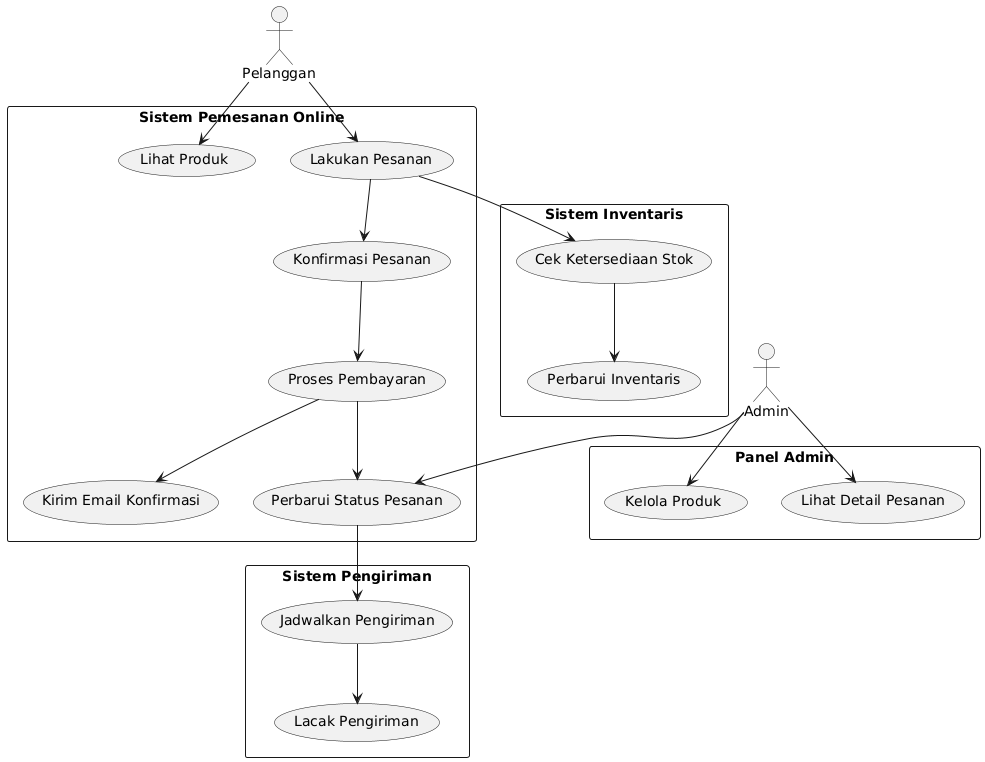 Pelanggan
Sistem Pemesanan Online
Lihat Produk
Lakukan Pesanan
Sistem Inventaris
Konfirmasi Pesanan
Cek Ketersediaan Stok
Proses Pembayaran
Perbarui Inventaris
Admin
Panel Admin
Kirim Email Konfirmasi
Perbarui Status Pesanan
Kelola Produk
Lihat Detail Pesanan
Sistem Pengiriman
Jadwalkan Pengiriman
Lacak Pengiriman